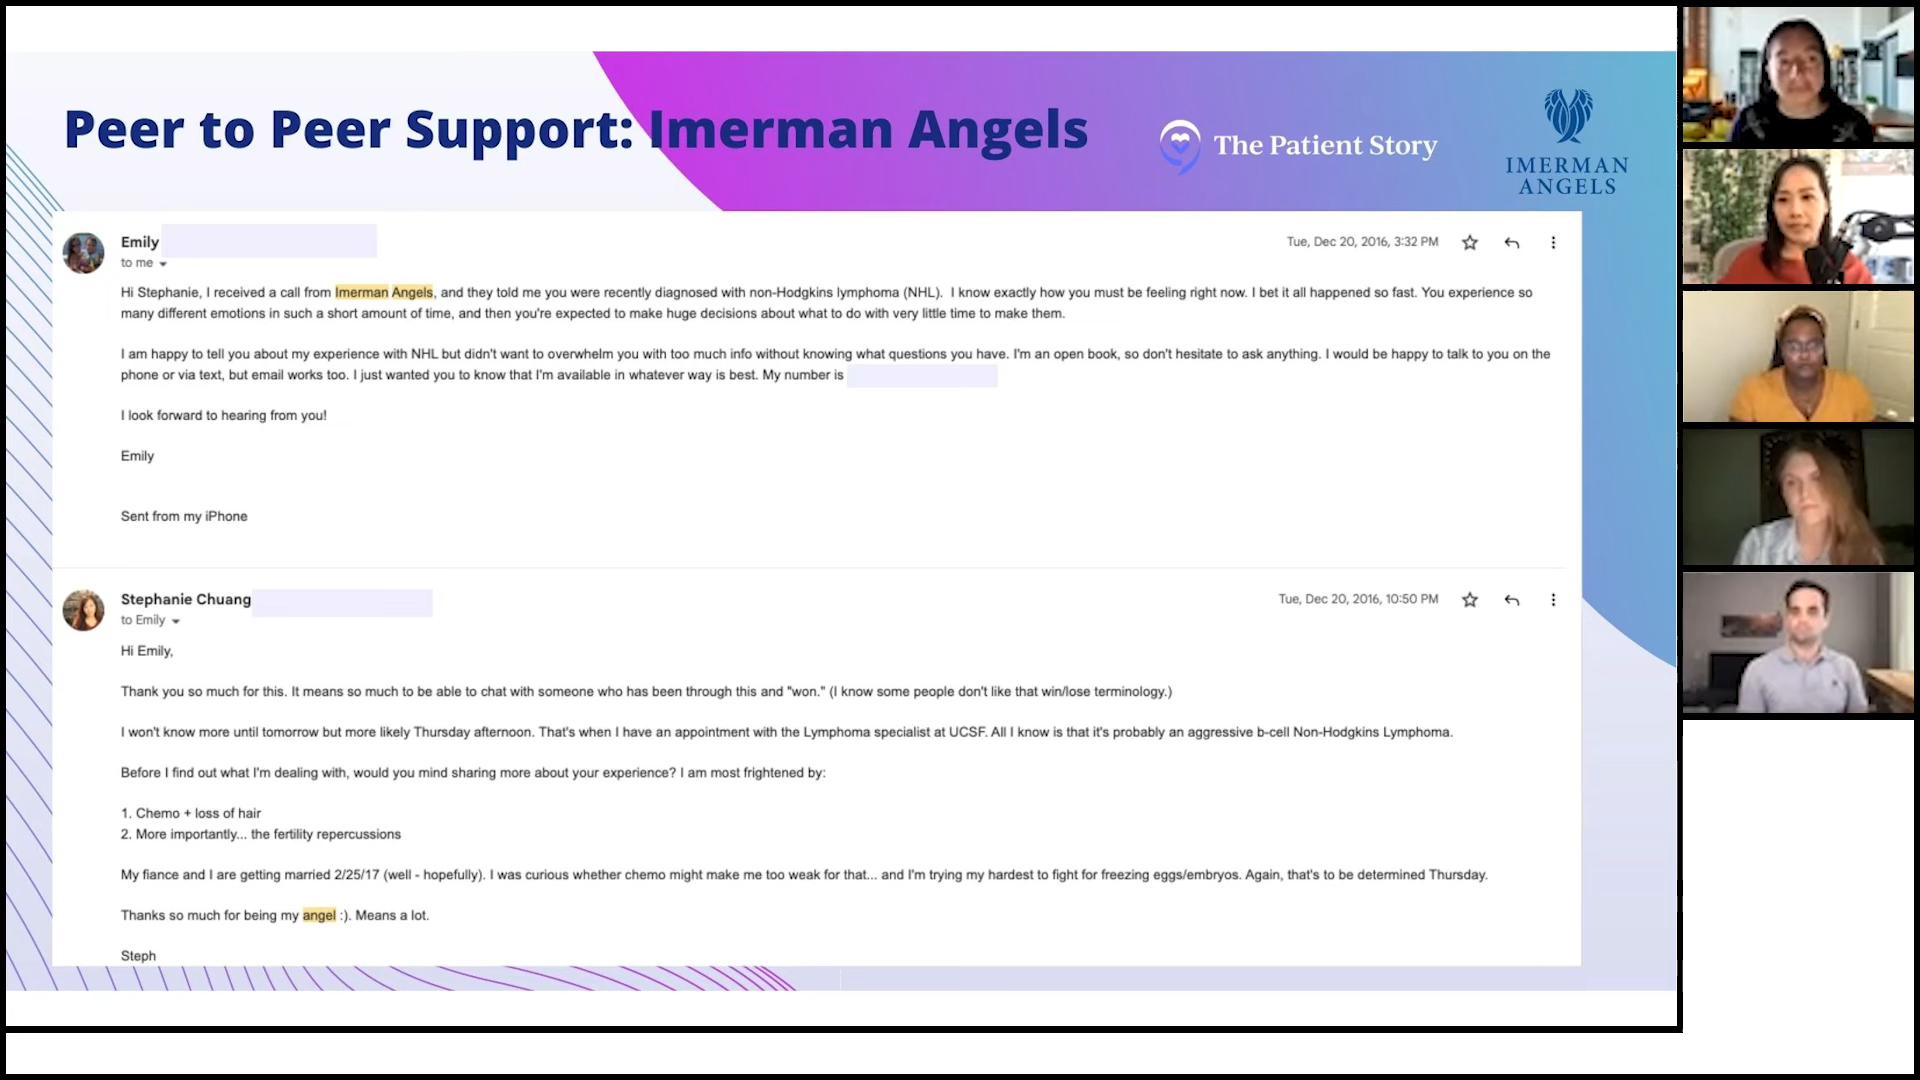 Peer to Peer Support: Imerman Angels
The Patient Story
IMERMAN
ANGELS
Emily
Tue, Dec 20, 2016, 3:32 PM
to me
Hi Stephanie, I received a call from Imerman Angels, and they told me you were recently diagnosed with non-Hodgkins lymphoma (NHL).  I know exactly how you must be feeling right now. I bet it all happened so fast. You experience so
many different emotions in such a short amount of time, and then you're expected to make huge decisions about what to do with very little time to make them.
I am happy to tell you about my experience with NHL but didn't want to overwhelm you with too much info without knowing what questions you have. I'm an open book, so don't hesitate to ask anything. I would be happy to talk to you on the
phone or via text, but email works too. I just wanted you to know that I'm available in whatever way is best. My number is
I look forward to hearing from you!
Emily
Sent from my iPhone
Stephanie Chuang
Tue, Dec 20, 2016, 10:50 PM
to Emily
Hi Emily,
Thank you so much for this. It means so much to be able to chat with someone who has been through this and "won." (I know some people don't like that win/lose terminology.)
I won't know more until tomorrow but more likely Thursday afternoon. That's when I have an appointment with the Lymphoma specialist at UCSF. All I know is that it's probably an aggressive b-cell Non-Hodgkins Lymphoma.
Before I find out what I'm dealing with, would you mind sharing more about your experience? I am most frightened by:
1. Chemo + loss of hair
2. More importantly... the fertility repercussions
My fiance and I are getting married 2/25/17 (well - hopefully). I was curious whether chemo might make me too weak for that... and I'm trying my hardest to fight for freezing eggs/embryos. Again, that's to be determined Thursday.
Thanks so much for being my angel :). Means a lot.
Steph